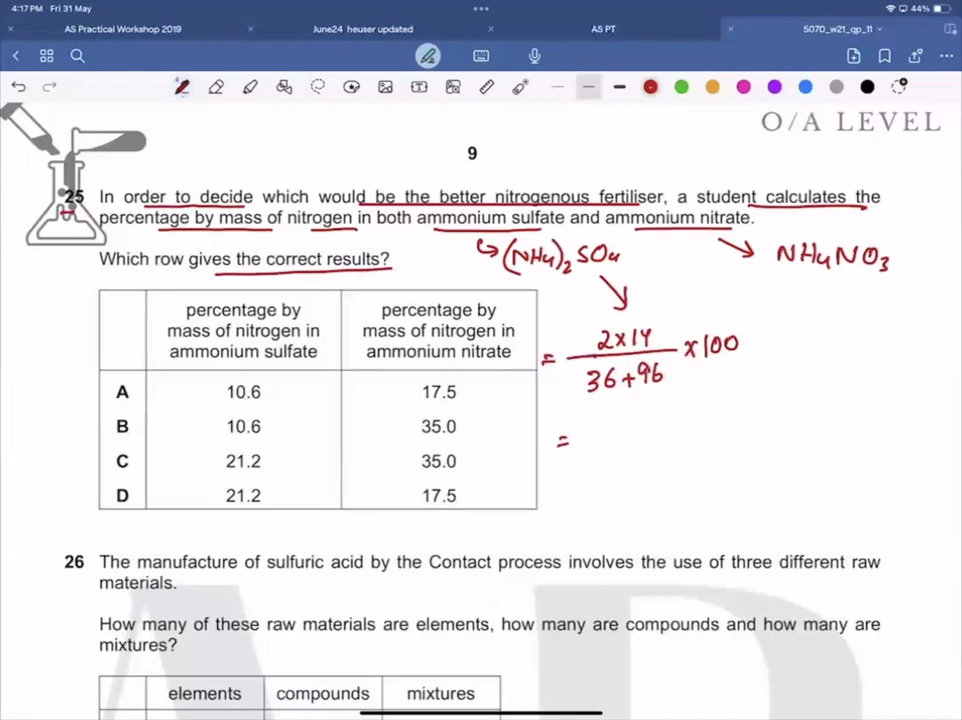 4:17 PM Fri 31 May
44%
AS Practical Workshop 2019
June24 heuser updated
AS PT
5070_w21_qp_11
O/A LEVEL
9
25 In order to decide which would be the better nitrogenous fertiliser, a student calculates the
percentage by mass of nitrogen in both ammonium sulfate and ammonium nitrate.
(NH4)2SO4
NH4NO3
Which row gives the correct results?
percentage by mass of nitrogen in ammonium sulfate
percentage by mass of nitrogen in ammonium nitrate
A 10.6 17.5
B 10.6 35.0
C 21.2 35.0
D 21.2 17.5
= 2x14 / 36+96 x100
=
26 The manufacture of sulfuric acid by the Contact process involves the use of three different raw
materials.
How many of these raw materials are elements, how many are compounds and how many are
mixtures?
elements compounds mixtures